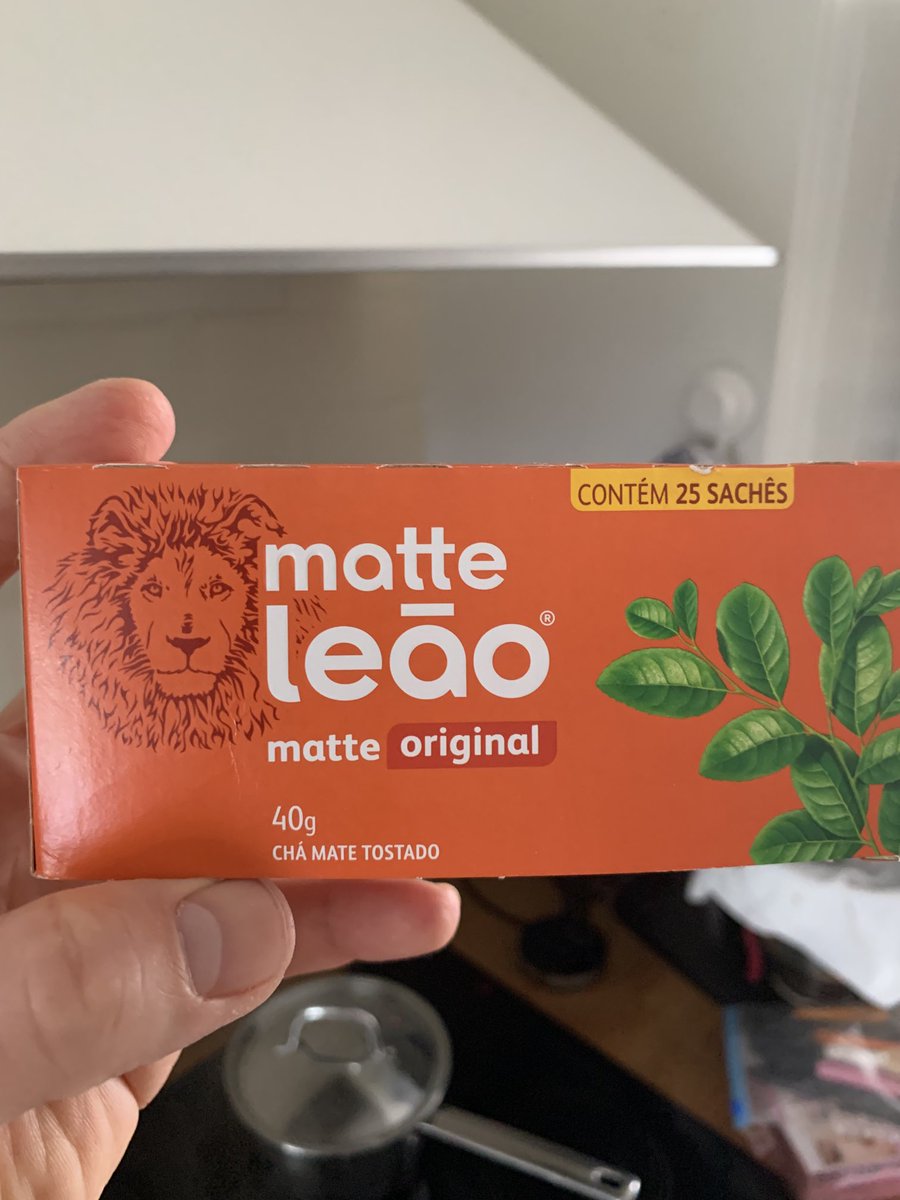 CONTÉM 25 SACHÊS
matte
leão®
matte original
40g
CHÁ MATE TOSTADO